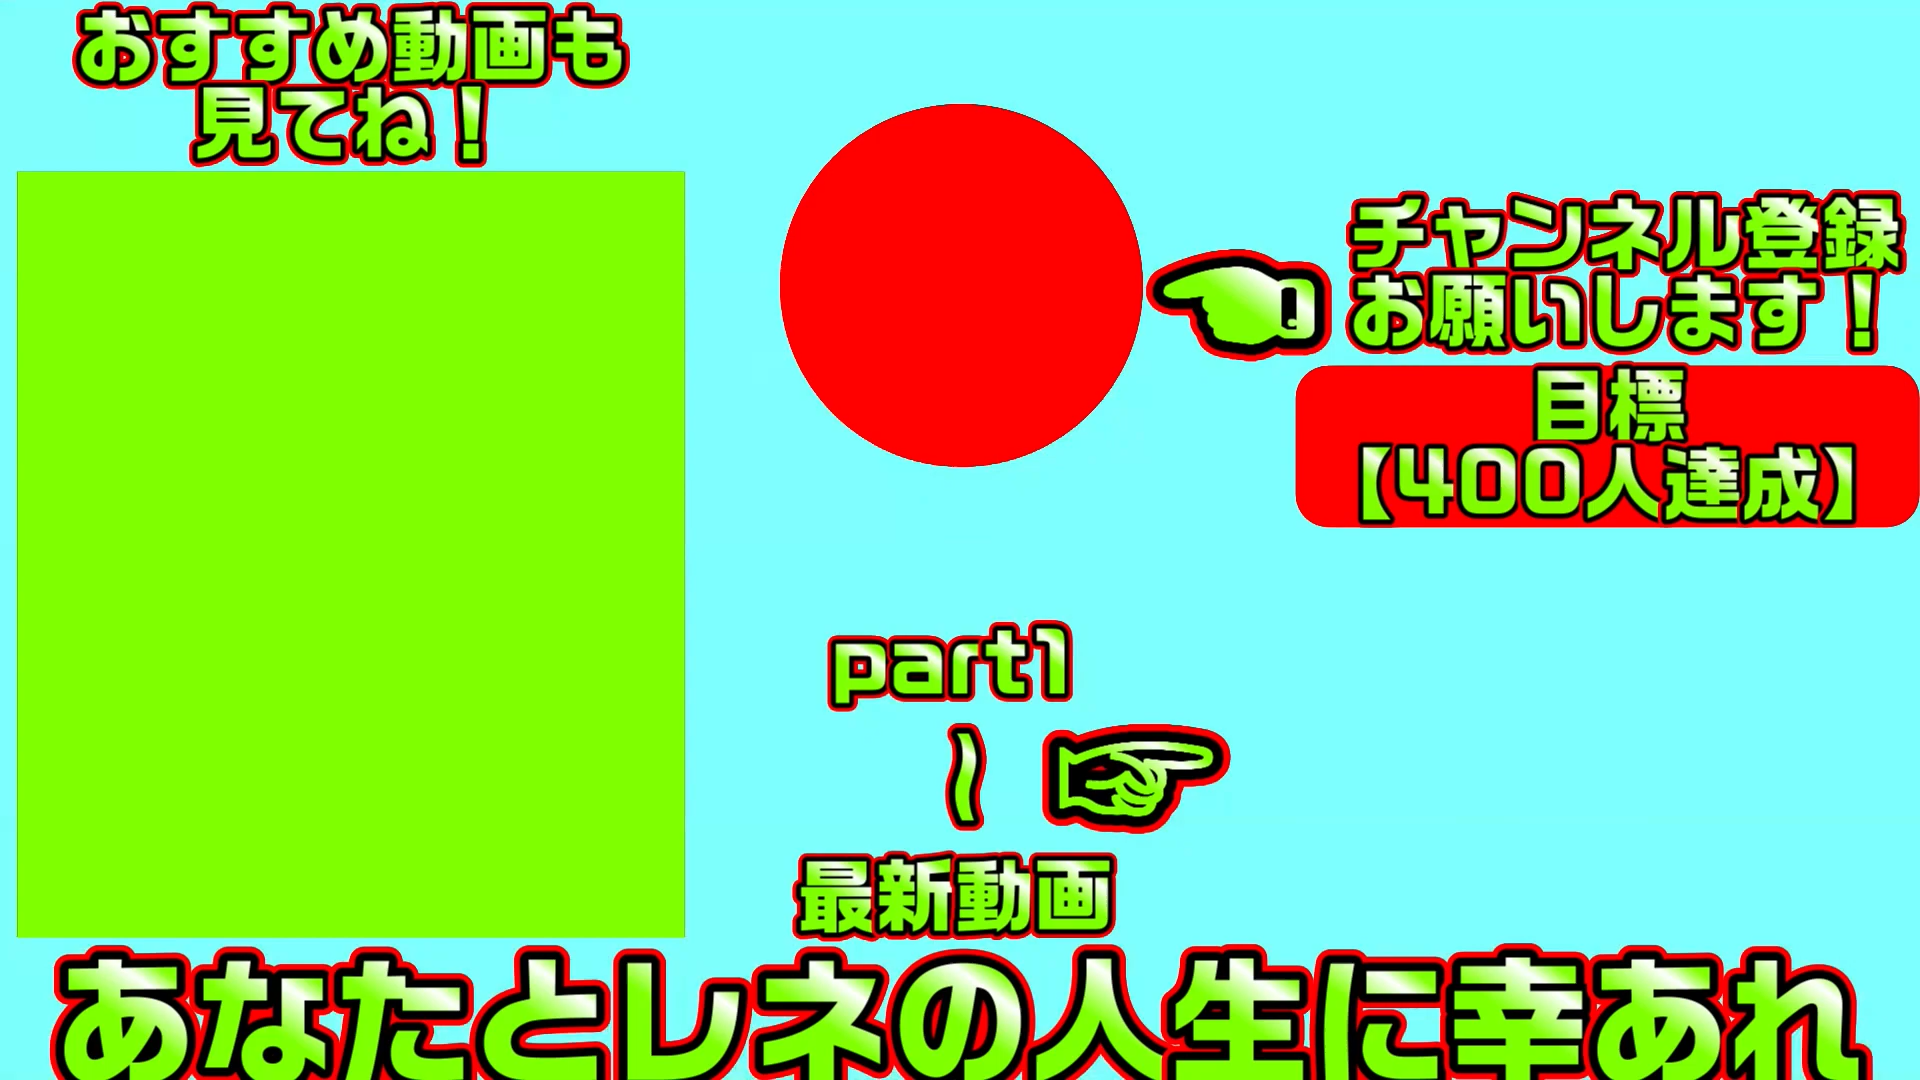 おすすめ動画も
見てね！
チャンネル登録
お願いします！
目標
【400人達成】
part1
～
最新動画
あなたとレネの人生に幸あれ